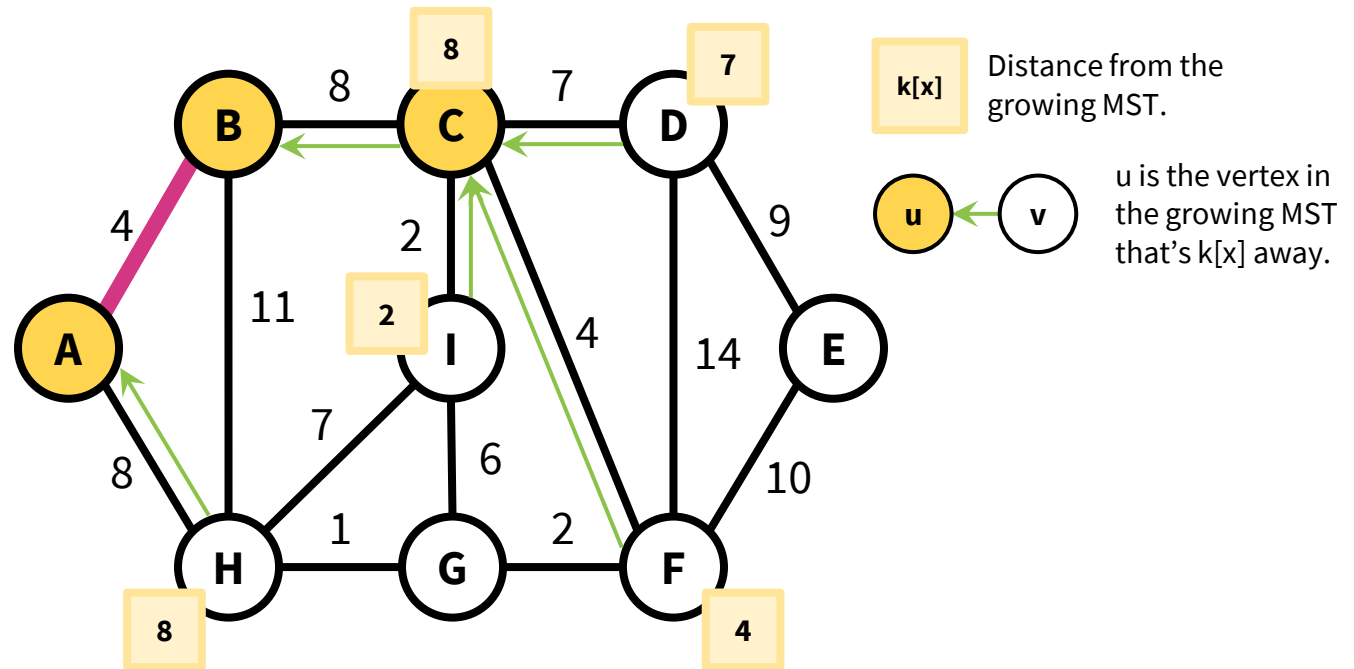 8
7
k[x]
Distance from the
growing MST.
8
7
B
C
D
u
v
u is the vertex in
the growing MST
that's k[x] away.
4
2
9
11
2
4
14
A
I
E
7
6
8
10
1
2
H
G
F
8
4